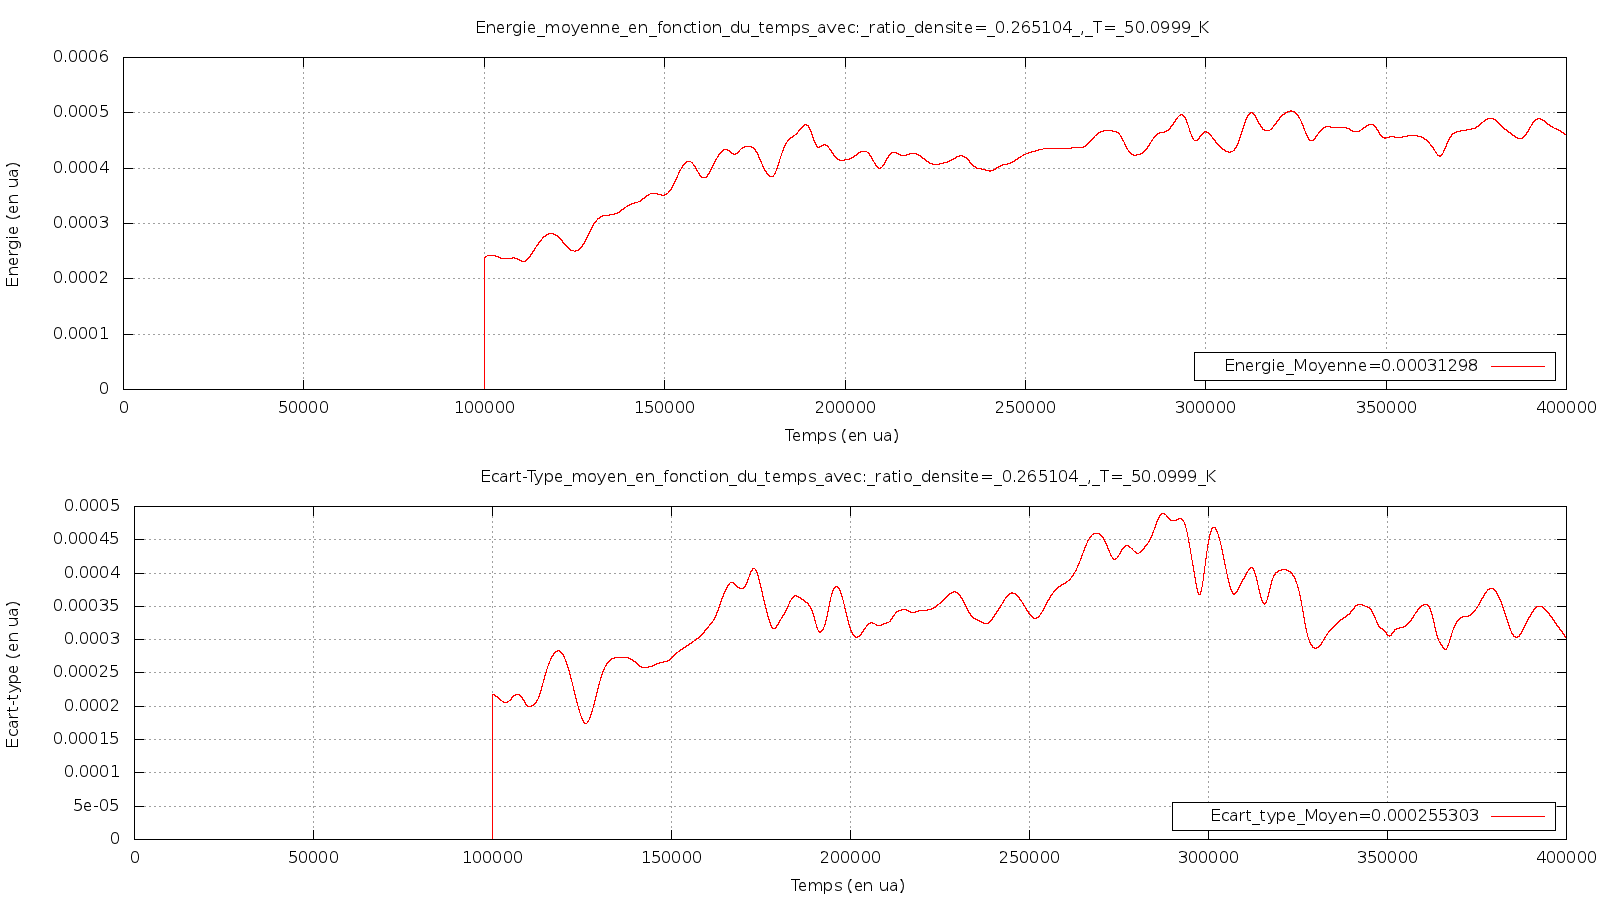 Energie_moyenne_en_fonction_du_temps_avec:_ratio_densite=_0.265104_,_T=_50.0999_K
0.0006
0.0005
0.0004
0.0003
0.0002
0.0001
0
Energie (en ua)
Energie_Moyenne=0.00031298
0 50000 100000 150000 200000 250000 300000 350000 400000
Temps (en ua)
Ecart-Type_moyen_en_fonction_du_temps_avec:_ratio_densite=_0.265104_,_T=_50.0999_K
0.0005
0.00045
0.0004
0.00035
0.0003
0.00025
0.0002
0.00015
0.0001
5e-05
0
Ecart-type (en ua)
Ecart_type_Moyen=0.000255303
0 50000 100000 150000 200000 250000 300000 350000 400000
Temps (en ua)